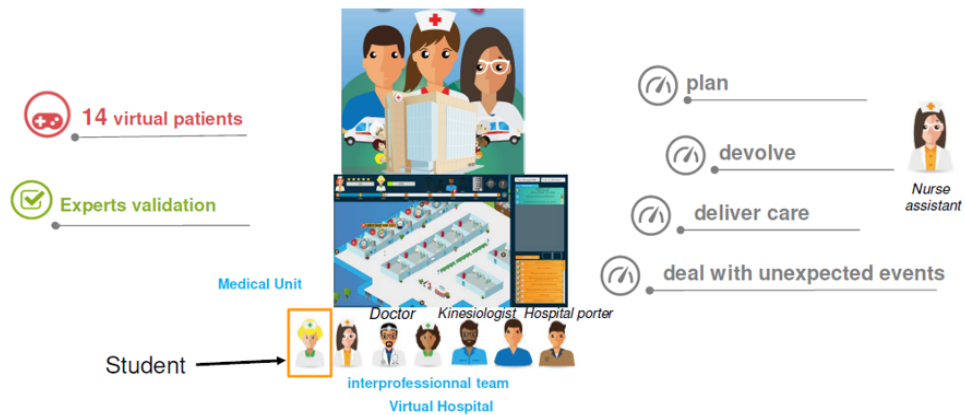 14 virtual patients
Experts validation
Medical Unit
Doctor Kinesiologist Hospital porter
Student
interprofessionnal team
Virtual Hospital
plan
devolve
deliver care
deal with unexpected events
Nurse
assistant